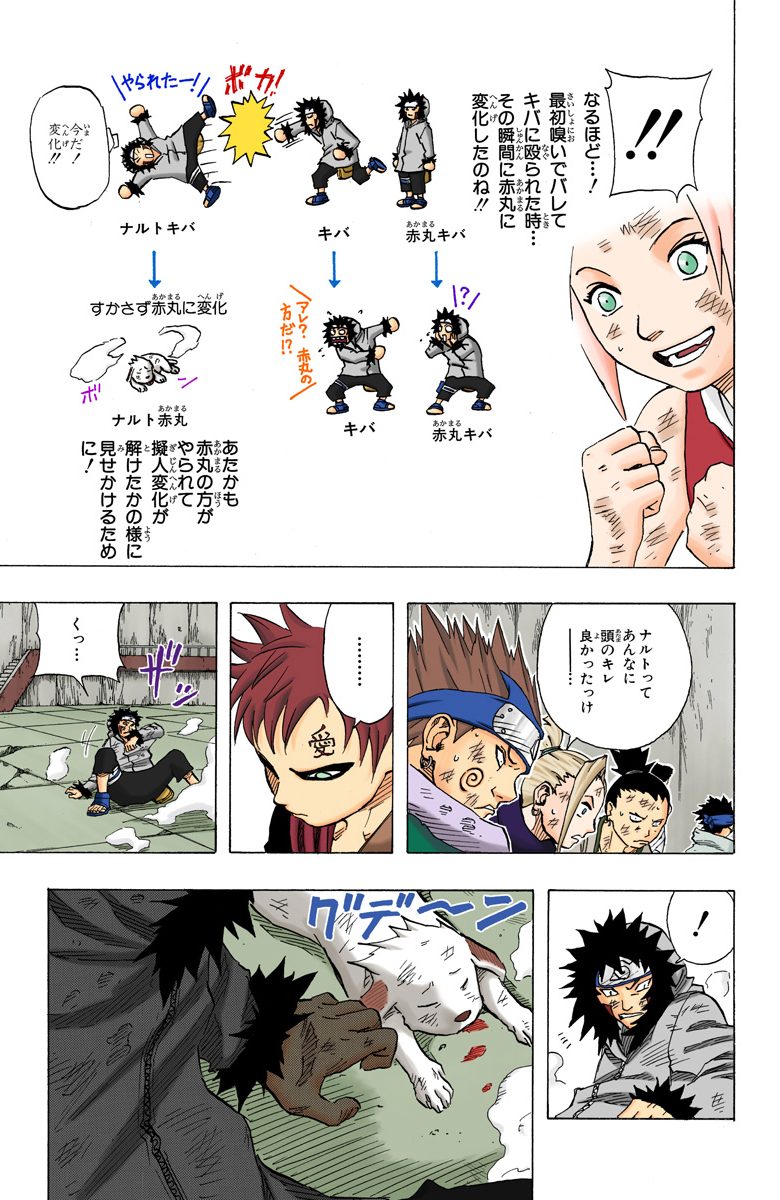 !!
なるほど…!
最初嗅いでバレて
キバに殴られた時…
その瞬間に赤丸に
変化したのね!!
赤丸キバ
キバ
ボカ!
やられたー!
ナルトキバ
今だ!
変化!!
!?
赤丸キバ
アレ? 赤丸の
方だ!?
キバ
すかさず赤丸に変化
ボン
ナルト赤丸
あたかも
赤丸の方が
やられて
擬人変化が
解けたかの様に
見せかけるため
に!
ナルトって
あんなに
頭のキレ
良かったっけ
────…
………
愛
くっ…
ザッ
!
グデ〜ン